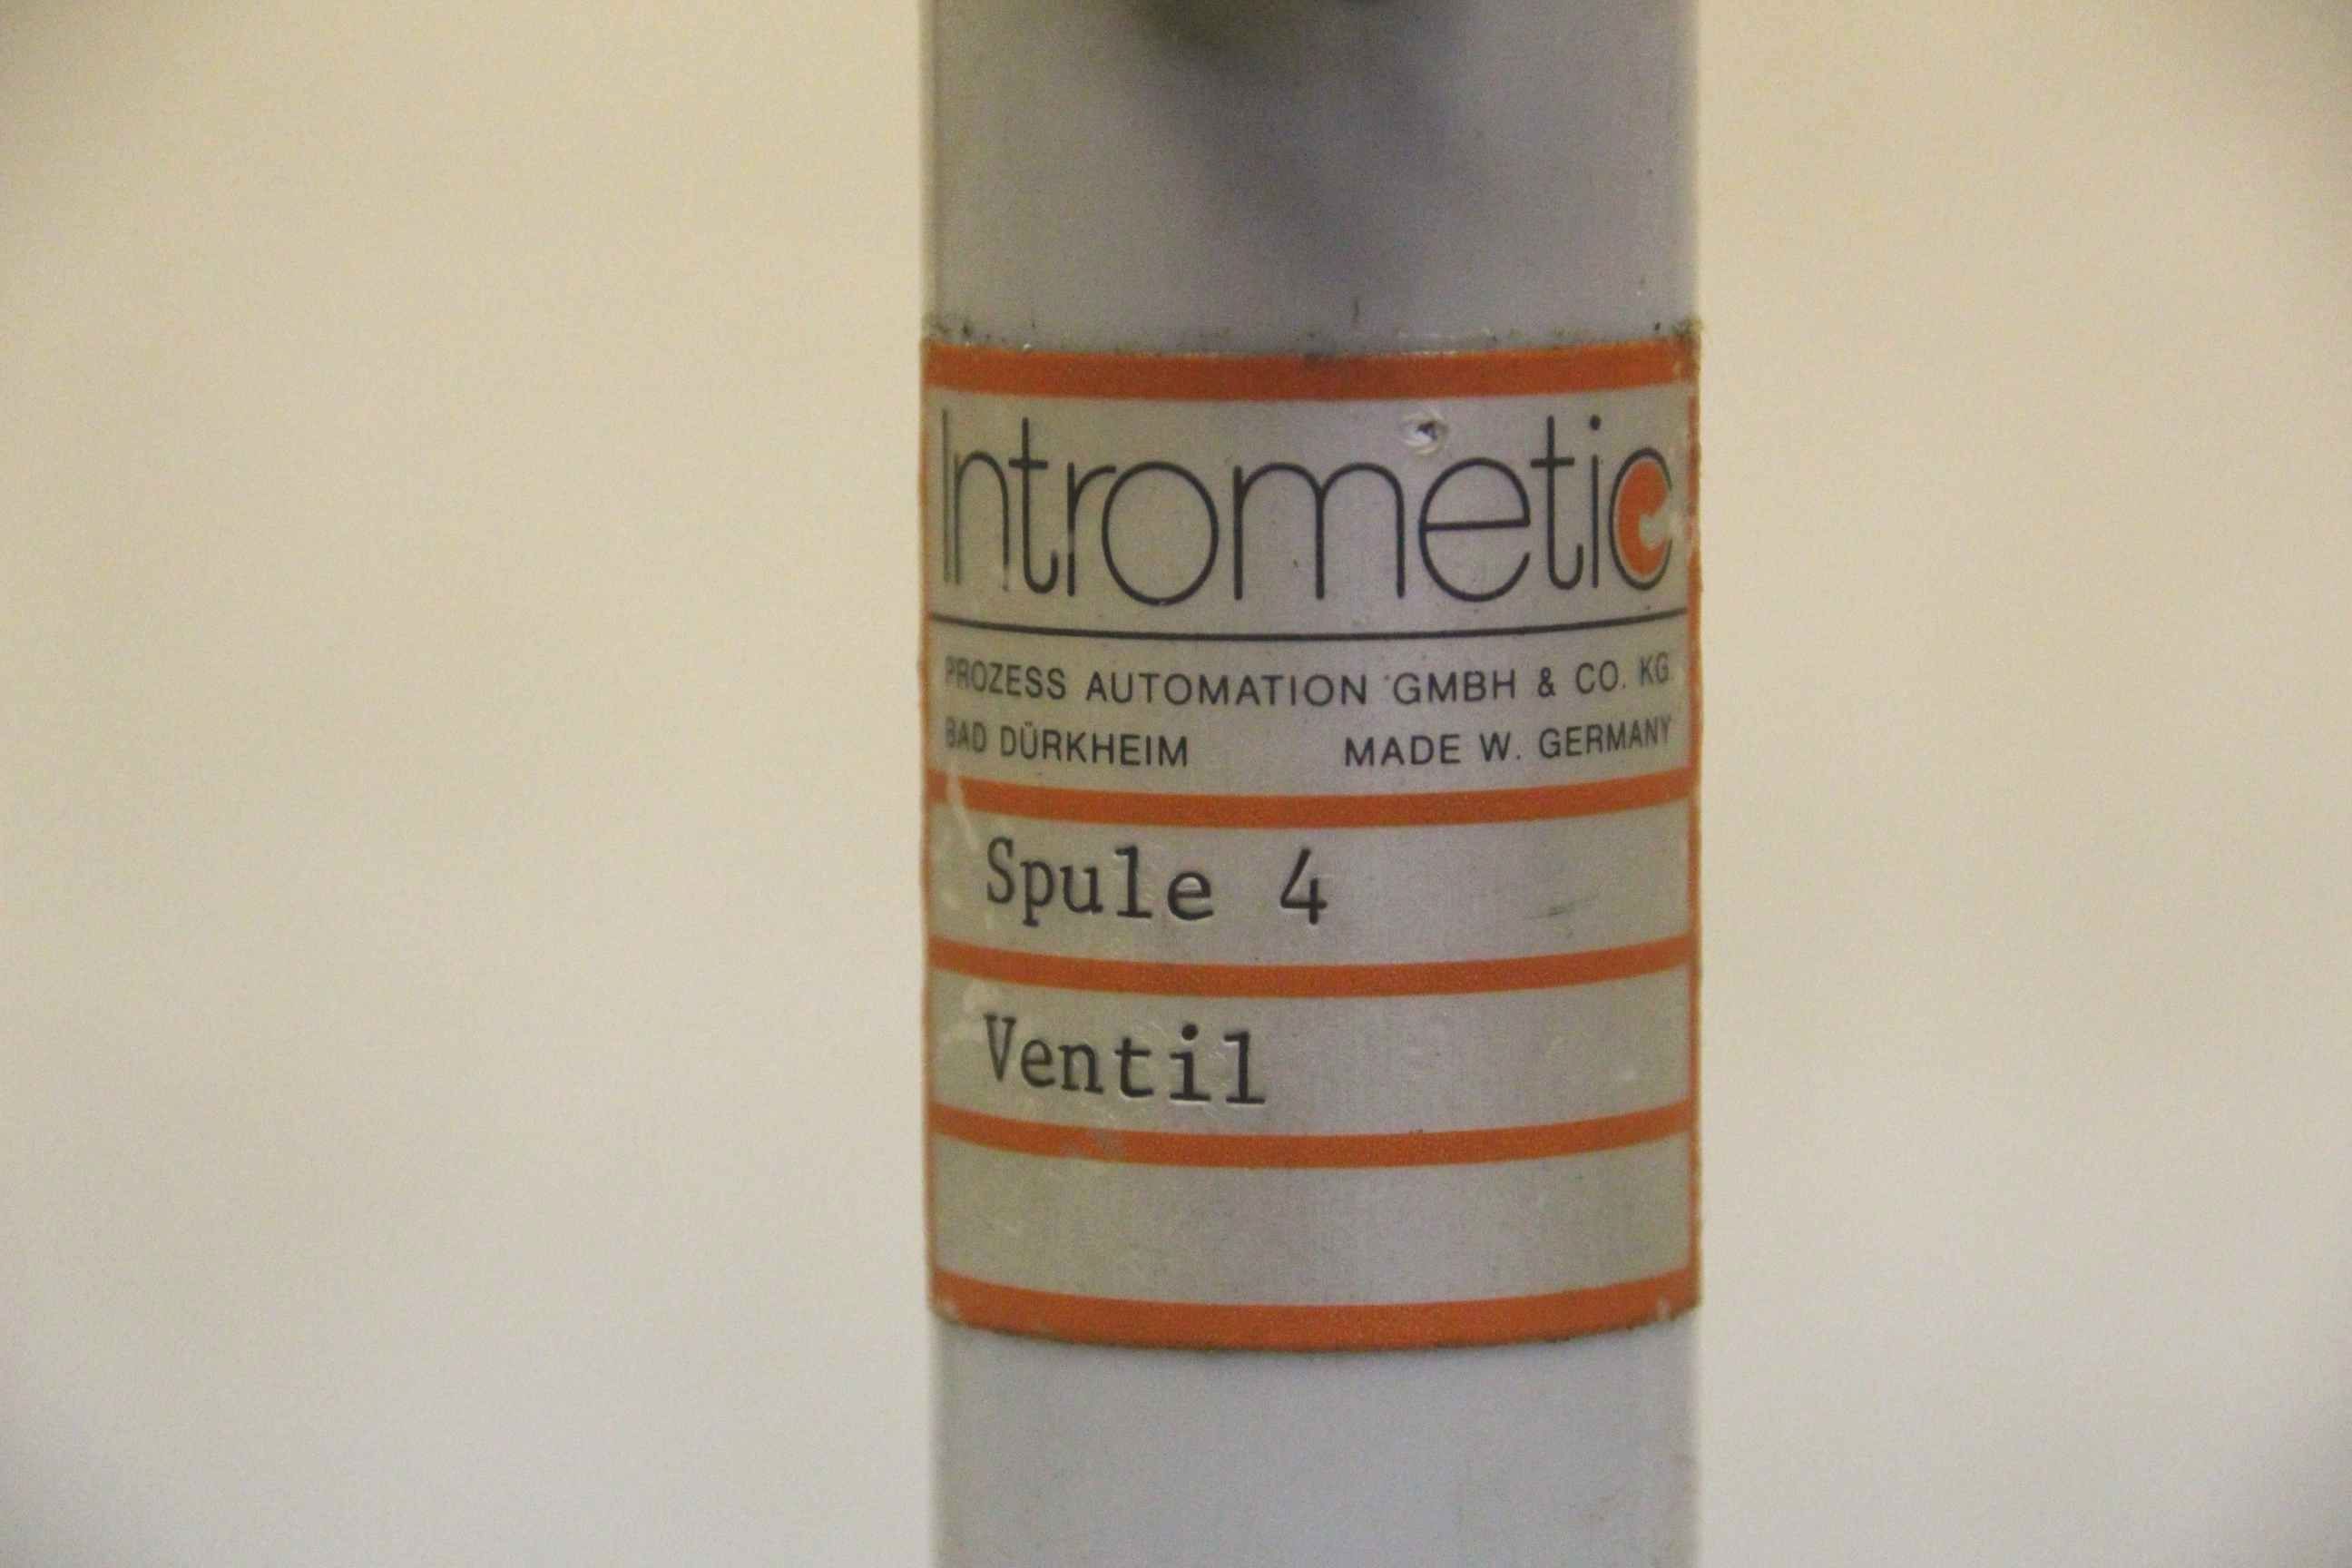 Intrometic
PROZESS AUTOMATION GMBH & CO. KG
BAD DÜRKHEIM MADE W. GERMANY
Spule 4
Ventil